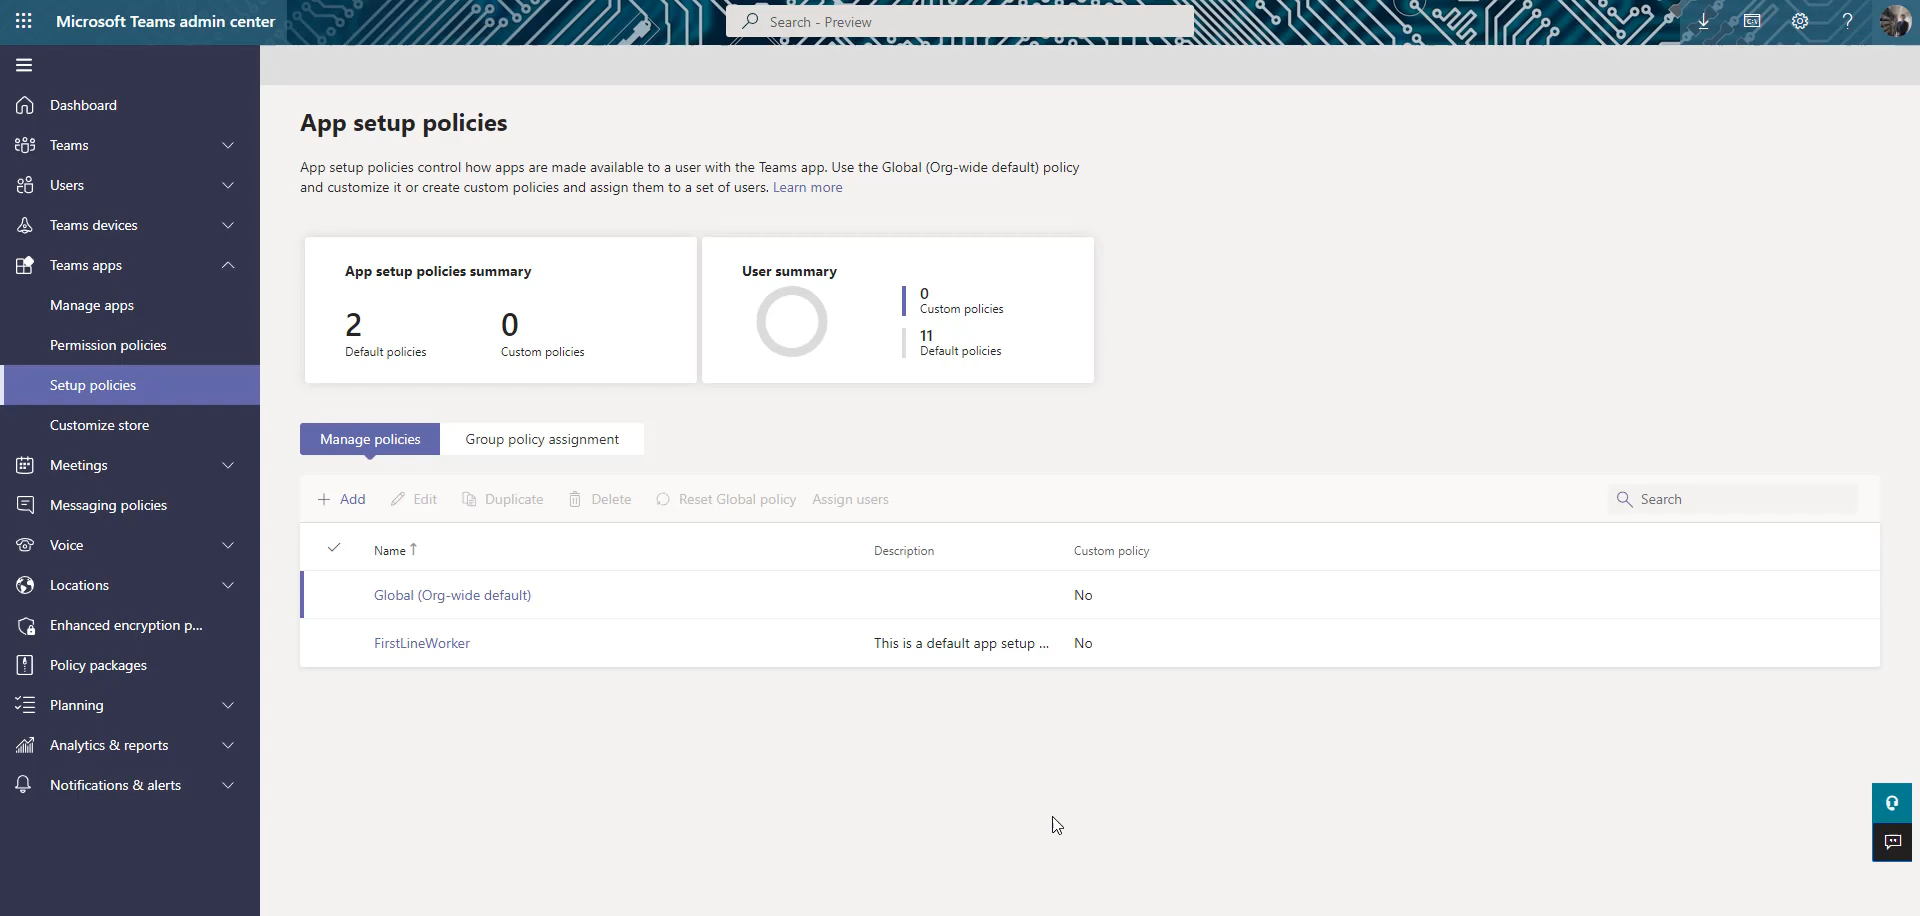 Microsoft Teams admin center
Search - Preview
Dashboard
Teams
Users
Teams devices
Teams apps
Manage apps
Permission policies
Setup policies
Customize store
Meetings
Messaging policies
Voice
Locations
Enhanced encryption p...
Policy packages
Planning
Analytics & reports
Notifications & alerts
App setup policies
App setup policies control how apps are made available to a user with the Teams app. Use the Global (Org-wide default) policy
and customize it or create custom policies and assign them to a set of users. Learn more
App setup policies summary
2
Default policies
0
Custom policies
User summary
0
Custom policies
11
Default policies
Manage policies
Group policy assignment
Add
Edit
Duplicate
Delete
Reset Global policy
Assign users
Search
Name ↑
Description
Custom policy
Global (Org-wide default)
No
FirstLineWorker
This is a default app setup ...
No